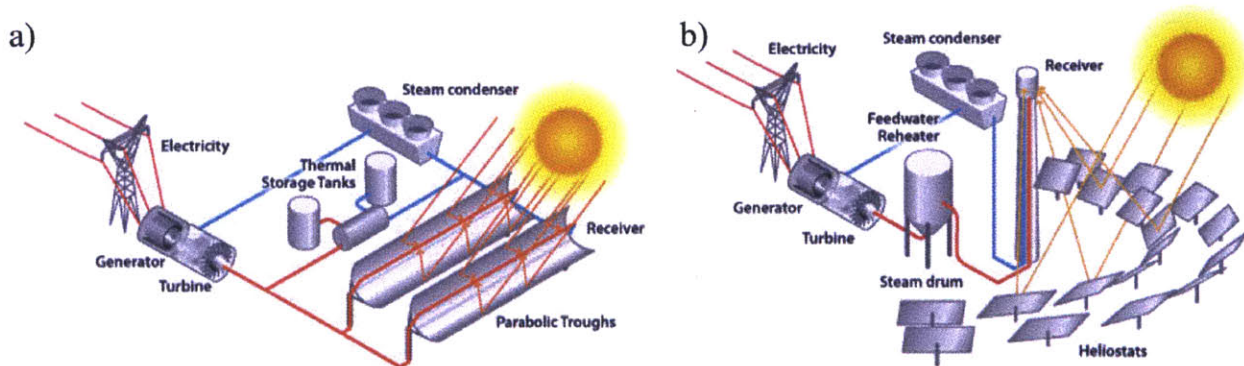 a)
Electricity
Steam condenser
Thermal
Storage Tanks
Receiver
Generator
Turbine
Parabolic Troughs
b)
Electricity
Steam condenser
Receiver
Feedwater
Reheater
Generator
Turbine
Steam drum
Heliostats